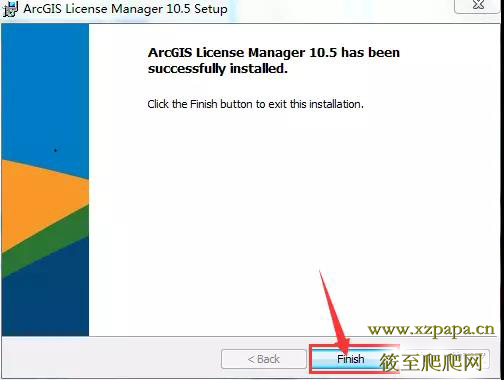 ArcGIS License Manager 10.5 Setup
ArcGIS License Manager 10.5 has been
successfully installed.
Click the Finish button to exit this installation.
www.xzpapa.cn
< Back
Finish
筱至爬爬网